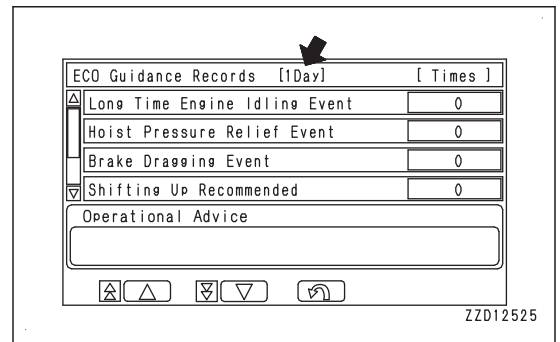 ECO Guidance Records [1Day] [ Times ]
Long Time Engine Idling Event 0
Hoist Pressure Relief Event 0
Brake Dragging Event 0
Shifting Up Recommended 0
Operational Advice
ZZD12525